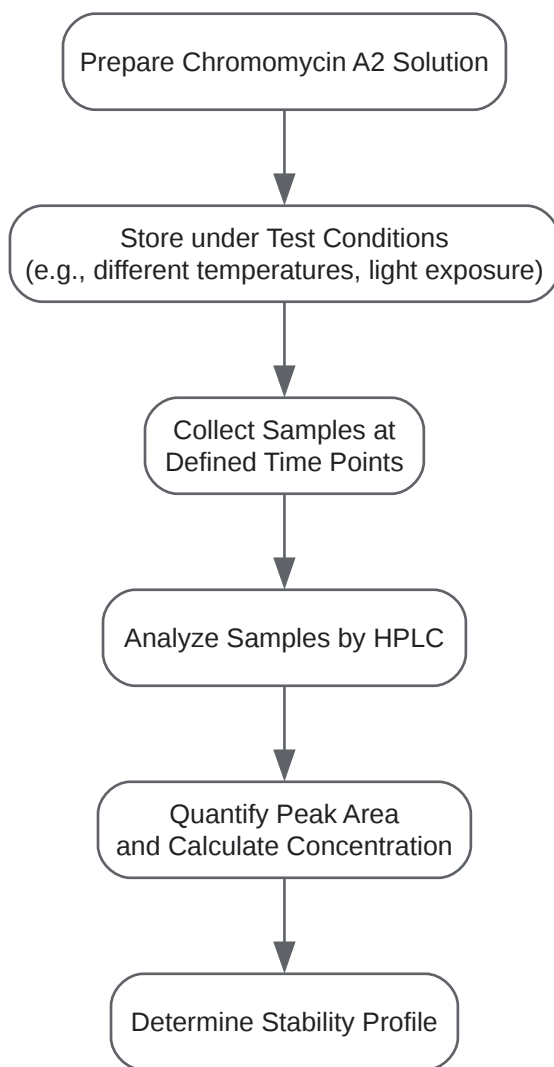 Prepare Chromomycin A2 Solution
Store under Test Conditions
(e.g., different temperatures, light exposure)
Collect Samples at
Defined Time Points
Analyze Samples by HPLC
Quantify Peak Area
and Calculate Concentration
Determine Stability Profile